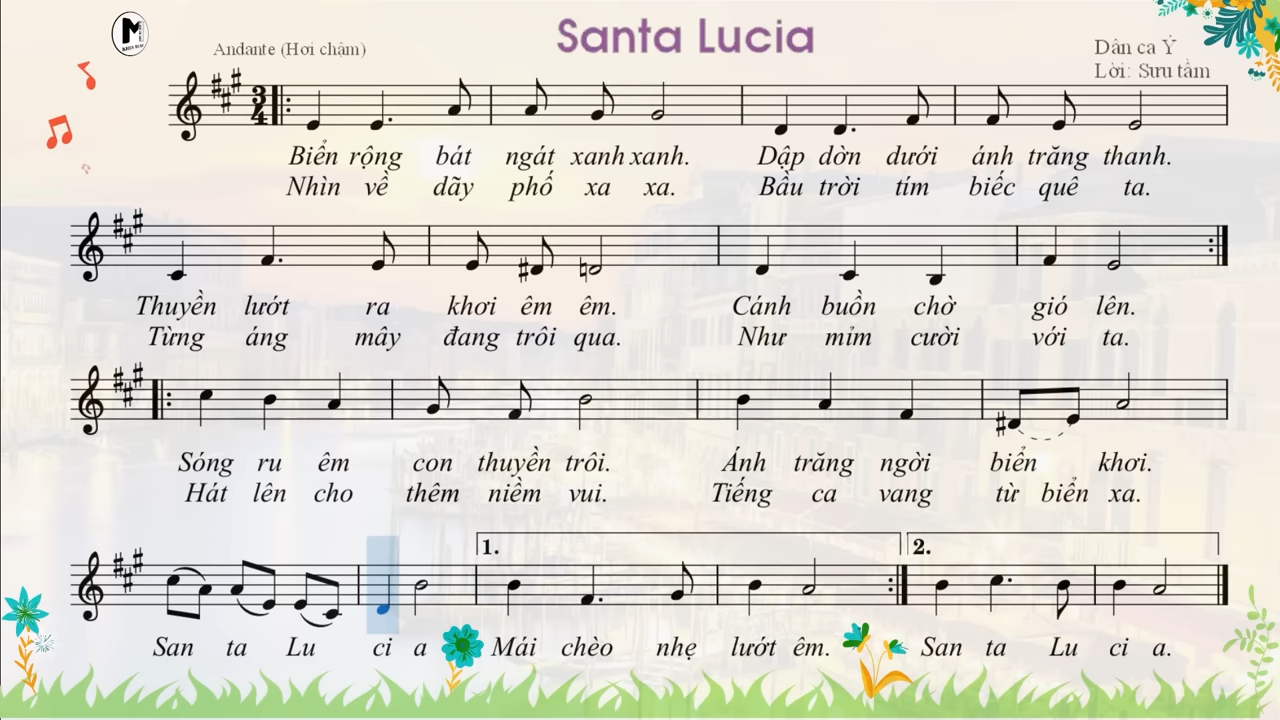 Santa Lucia
Andante (Hơi chậm)
Dân ca Ý
Lời: Sưu tầm
3
4
Biển rộng bát ngát xanh xanh. Dập dờn dưới ánh trăng thanh.
Nhìn về dãy phố xa xa. Bầu trời tím biếc quê ta.
Thuyền lướt ra khơi êm êm. Cánh buồn chờ gió lên.
Từng áng mây đang trôi qua. Như mỉm cười với ta.
Sóng ru êm con thuyền trôi. Ánh trăng ngời biển khơi.
Hát lên cho thêm niềm vui. Tiếng ca vang từ biển xa.
1. 2.
San ta Lu ci a Mái chèo nhẹ lướt êm. San ta Lu ci a.